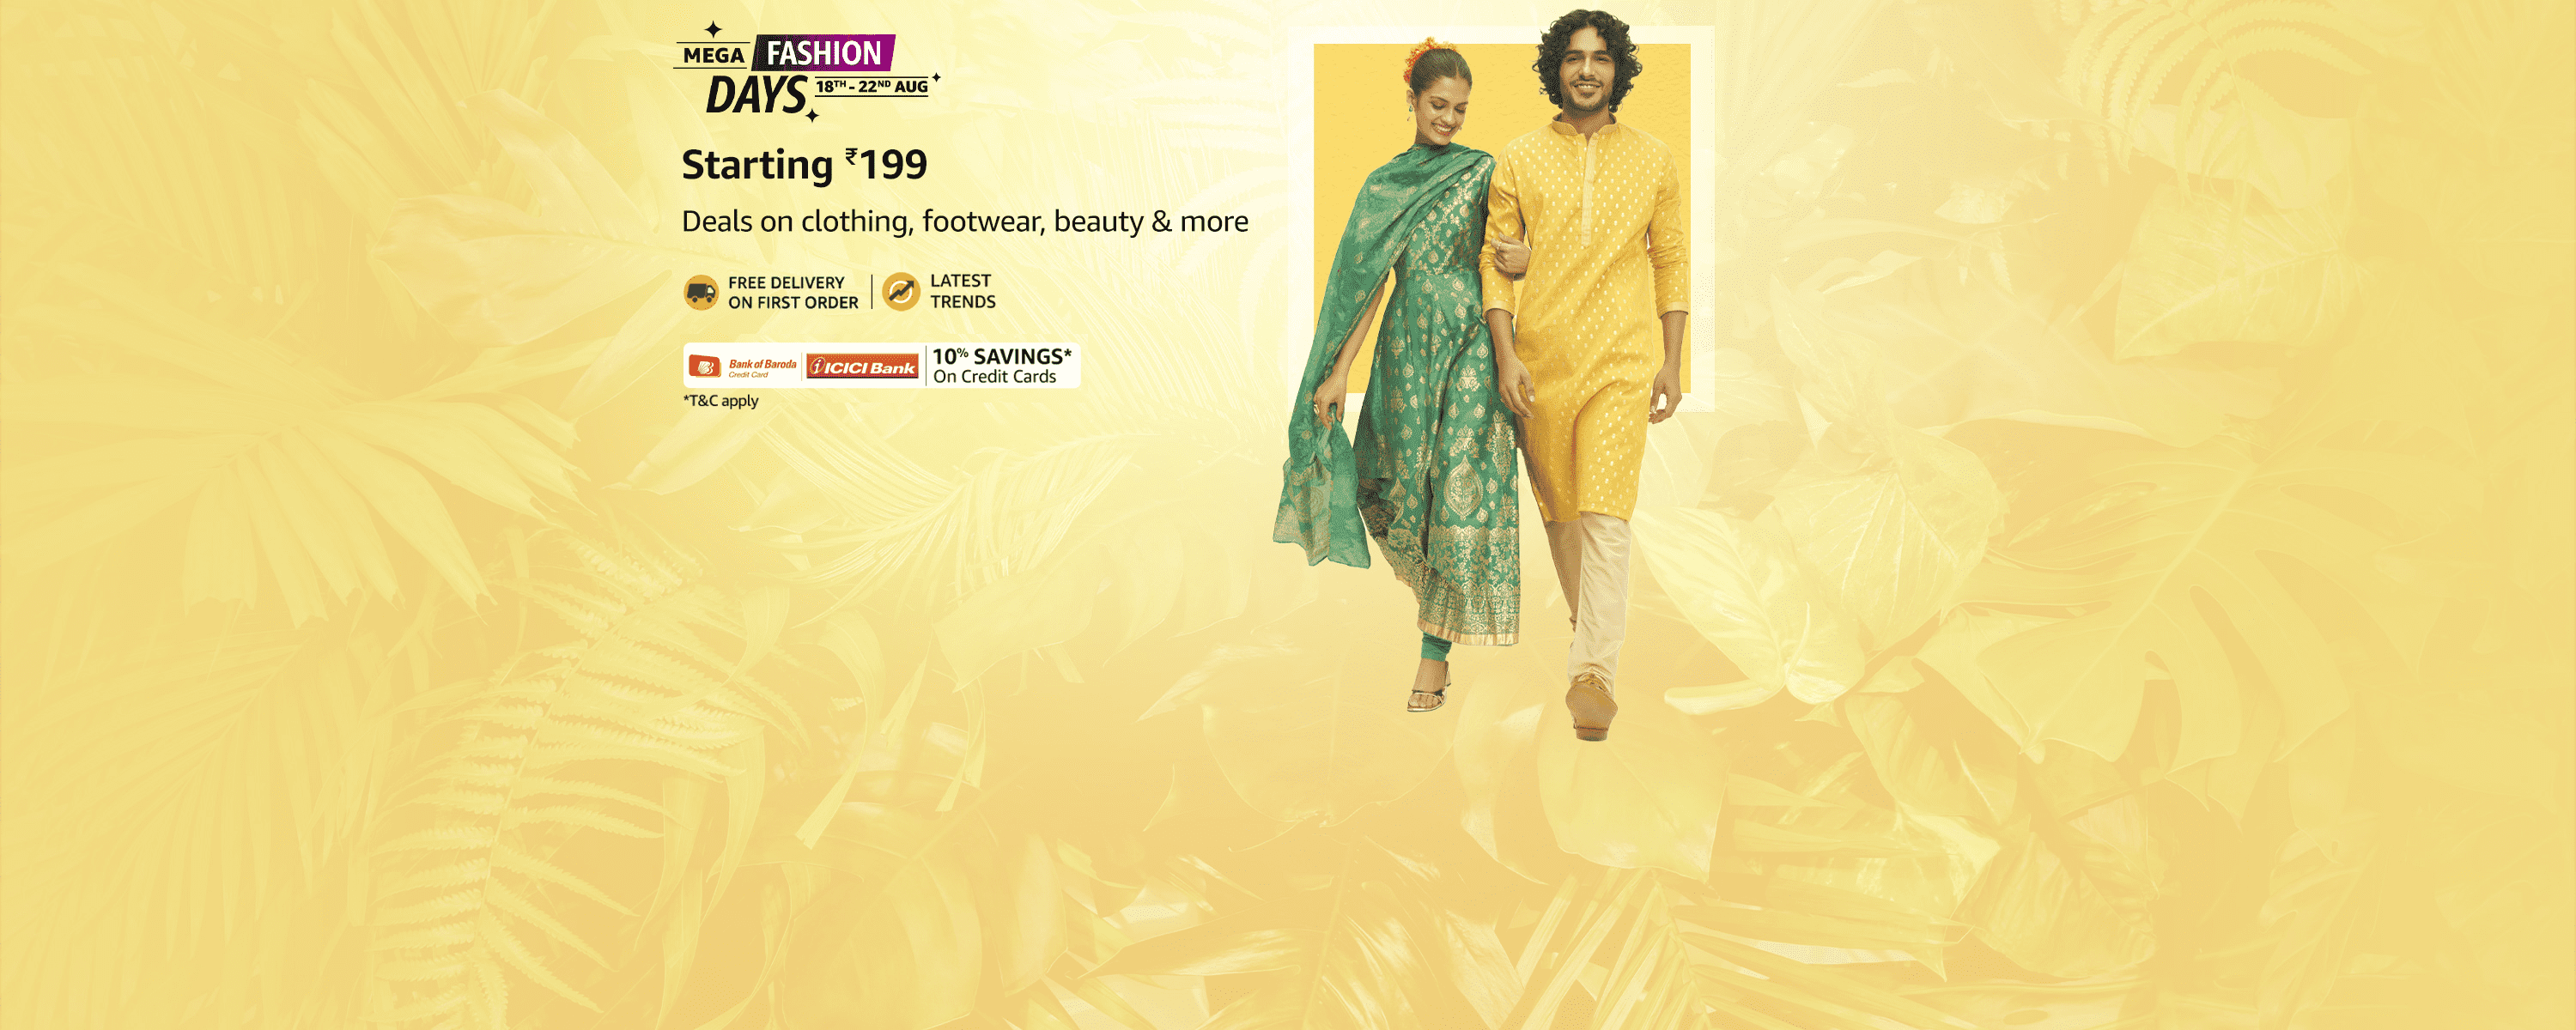 MEGA FASHION
DAYS 18TH - 22ND AUG
Starting ₹199
Deals on clothing, footwear, beauty & more
FREE DELIVERY
ON FIRST ORDER
LATEST
TRENDS
Bank of Baroda
Credit Card
ICICI Bank
10% SAVINGS*
On Credit Cards
*T&C apply